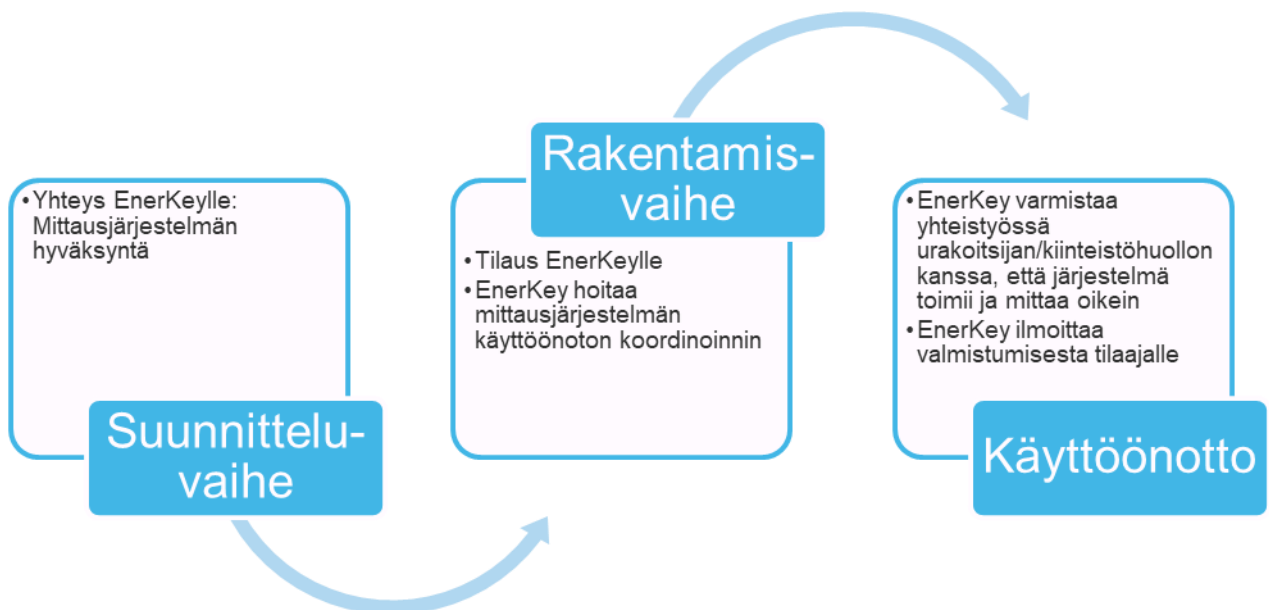 •Yhteys EnerKeylle:
Mittausjärjestelmän
hyväksyntä
Suunnittelu-
vaihe
Rakentamis-
vaihe
•Tilaus EnerKeylle
•EnerKey hoitaa
mittausjärjestelmän
käyttöönoton koordinoinnin
•EnerKey varmistaa
yhteistyössä
urakoitsijan/kiinteistöhuollon
kanssa, että järjestelmä
toimii ja mittaa oikein
•EnerKey ilmoittaa
valmistumisesta tilaajalle
Käyttöönotto